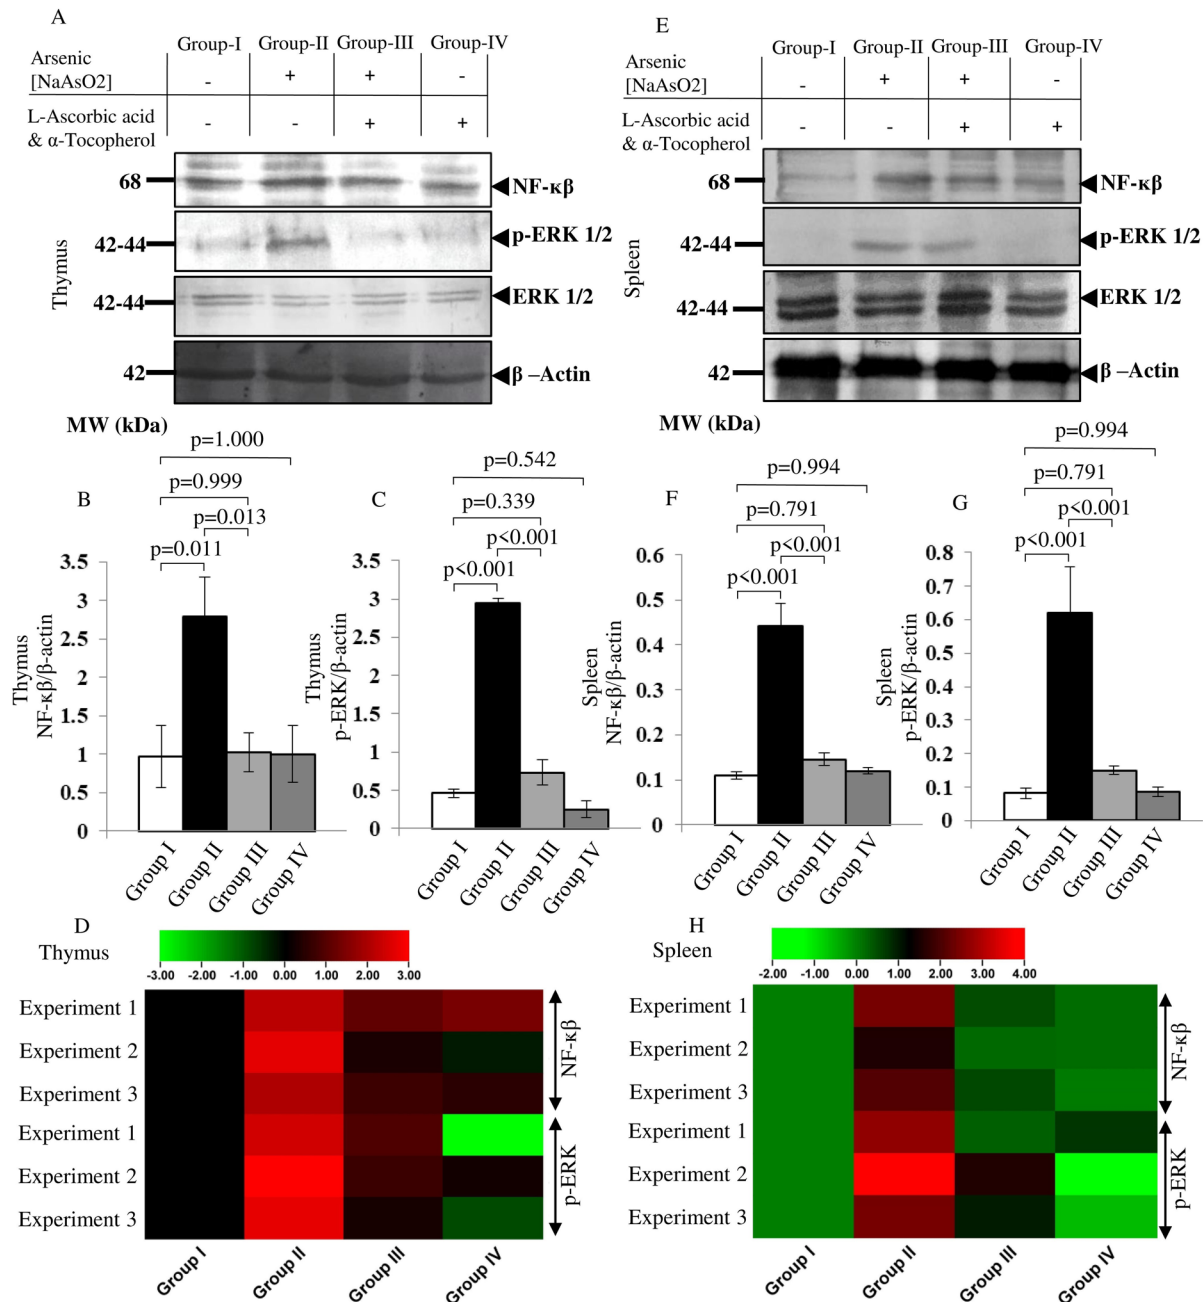 A
Group-I Group-II Group-III Group-IV
Arsenic
[NaAsO2]
- + + -
L-Ascorbic acid
& α-Tocopherol
- - + +
Thymus
68
NF-κβ
42-44
p-ERK 1/2
42-44
ERK 1/2
42
β –Actin
MW (kDa)
E
Group-I Group-II Group-III Group-IV
Arsenic
[NaAsO2]
- + + -
L-Ascorbic acid
& α-Tocopherol
- - + +
Spleen
68
NF-κβ
42-44
p-ERK 1/2
42-44
ERK 1/2
42
β –Actin
MW (kDa)
B
p=1.000
p=0.999
p=0.013
p=0.011
Thymus
NF-κβ/β-actin
3.5
3
2.5
2
1.5
1
0.5
0
Group I Group II Group III Group IV
C
p=0.542
p=0.339
p<0.001
p<0.001
Thymus
p-ERK/β-actin
3.5
3
2.5
2
1.5
1
0.5
0
Group I Group II Group III Group IV
F
p=0.994
p=0.791
p<0.001
p<0.001
Spleen
NF-κβ/β-actin
0.6
0.5
0.4
0.3
0.2
0.1
0
Group I Group II Group III Group IV
G
p=0.994
p=0.791
p<0.001
p<0.001
Spleen
p-ERK/β-actin
0.8
0.7
0.6
0.5
0.4
0.3
0.2
0.1
0
Group I Group II Group III Group IV
D
Thymus
-3.00 -2.00 -1.00 0.00 1.00 2.00 3.00
Experiment 1
Experiment 2
Experiment 3
Experiment 1
Experiment 2
Experiment 3
NF-κβ
p-ERK
Group I Group II Group III Group IV
H
Spleen
-2.00 -1.00 0.00 1.00 2.00 3.00 4.00
Experiment 1
Experiment 2
Experiment 3
Experiment 1
Experiment 2
Experiment 3
NF-κβ
p-ERK
Group I Group II Group III Group IV